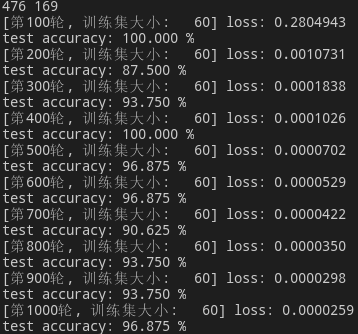 476 169
[第100轮, 训练集大小:   60] loss: 0.2804943
test accuracy: 100.000 %
[第200轮, 训练集大小:   60] loss: 0.0010731
test accuracy: 87.500 %
[第300轮, 训练集大小:   60] loss: 0.0001838
test accuracy: 93.750 %
[第400轮, 训练集大小:   60] loss: 0.0001026
test accuracy: 100.000 %
[第500轮, 训练集大小:   60] loss: 0.0000702
test accuracy: 96.875 %
[第600轮, 训练集大小:   60] loss: 0.0000529
test accuracy: 96.875 %
[第700轮, 训练集大小:   60] loss: 0.0000422
test accuracy: 90.625 %
[第800轮, 训练集大小:   60] loss: 0.0000350
test accuracy: 93.750 %
[第900轮, 训练集大小:   60] loss: 0.0000298
test accuracy: 93.750 %
[第1000轮, 训练集大小:   60] loss: 0.0000259
test accuracy: 96.875 %